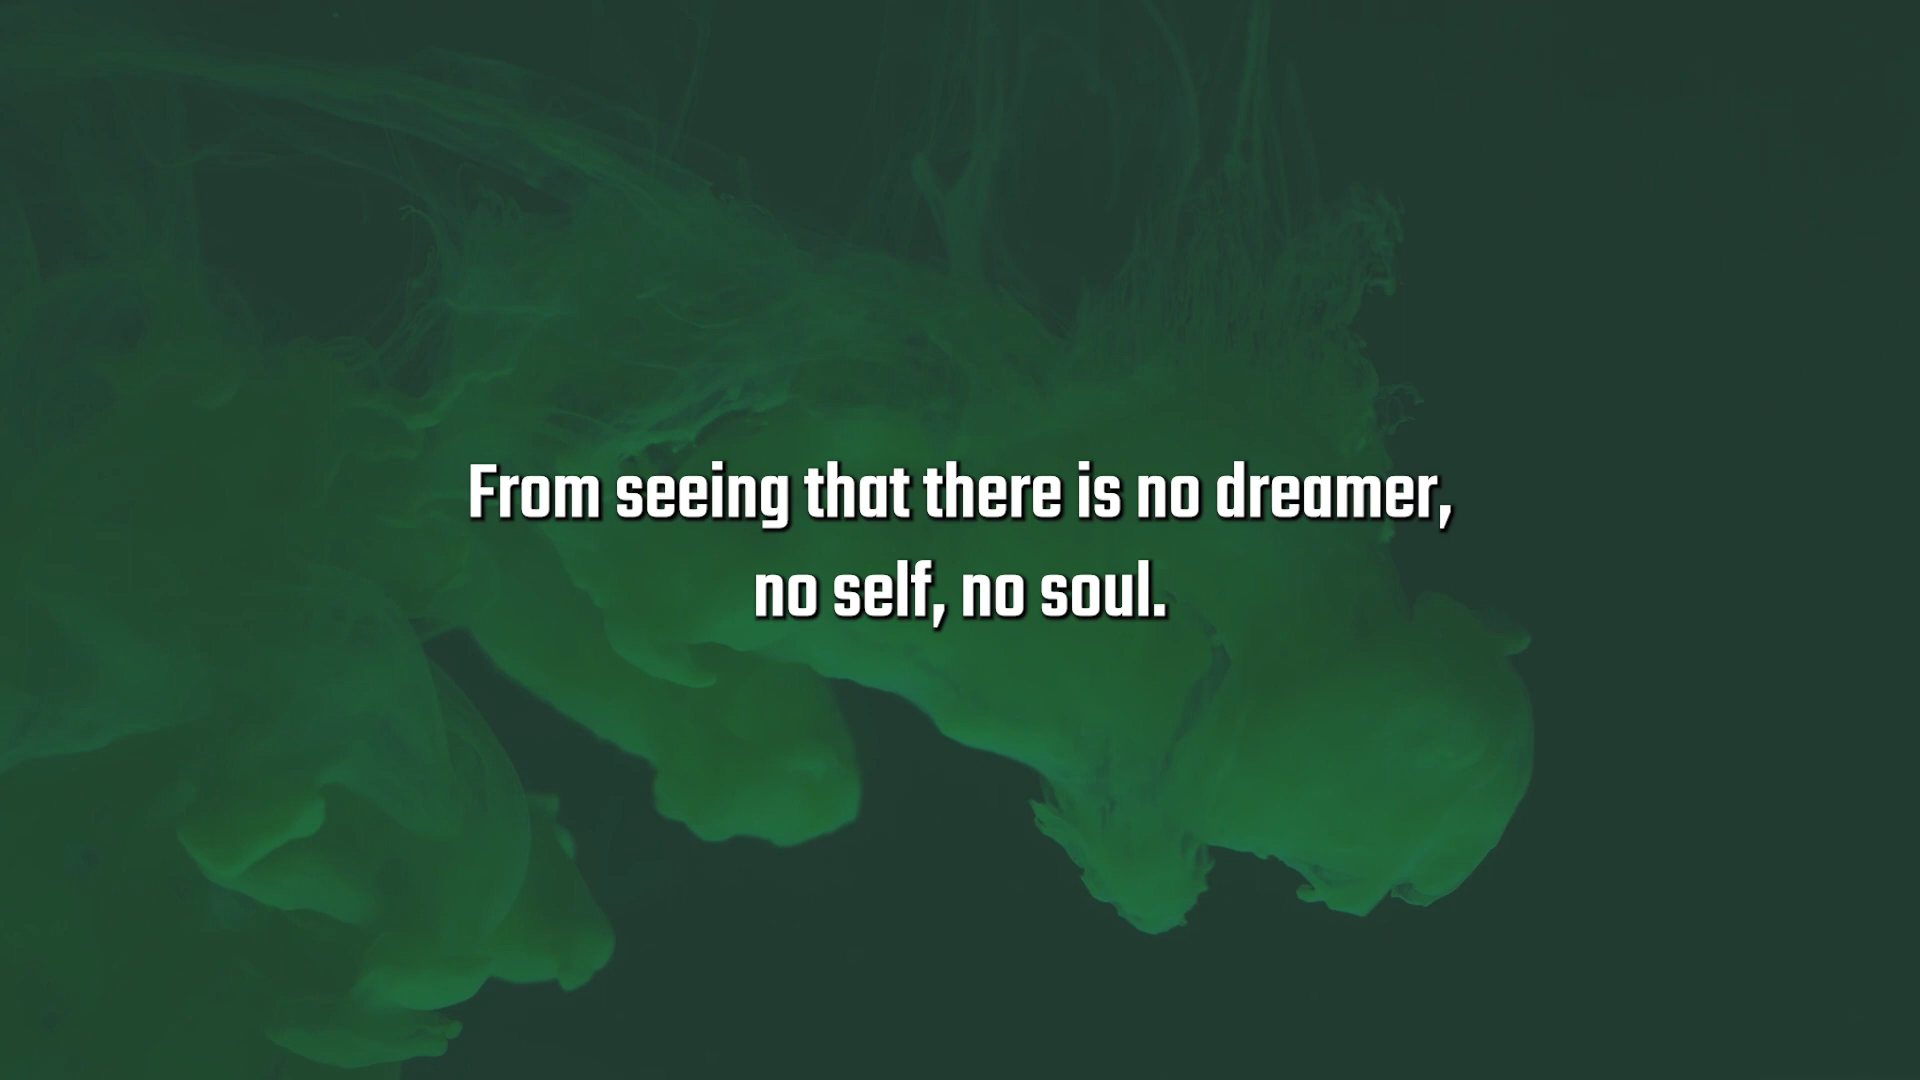 From seeing that there is no dreamer,
no self, no soul.